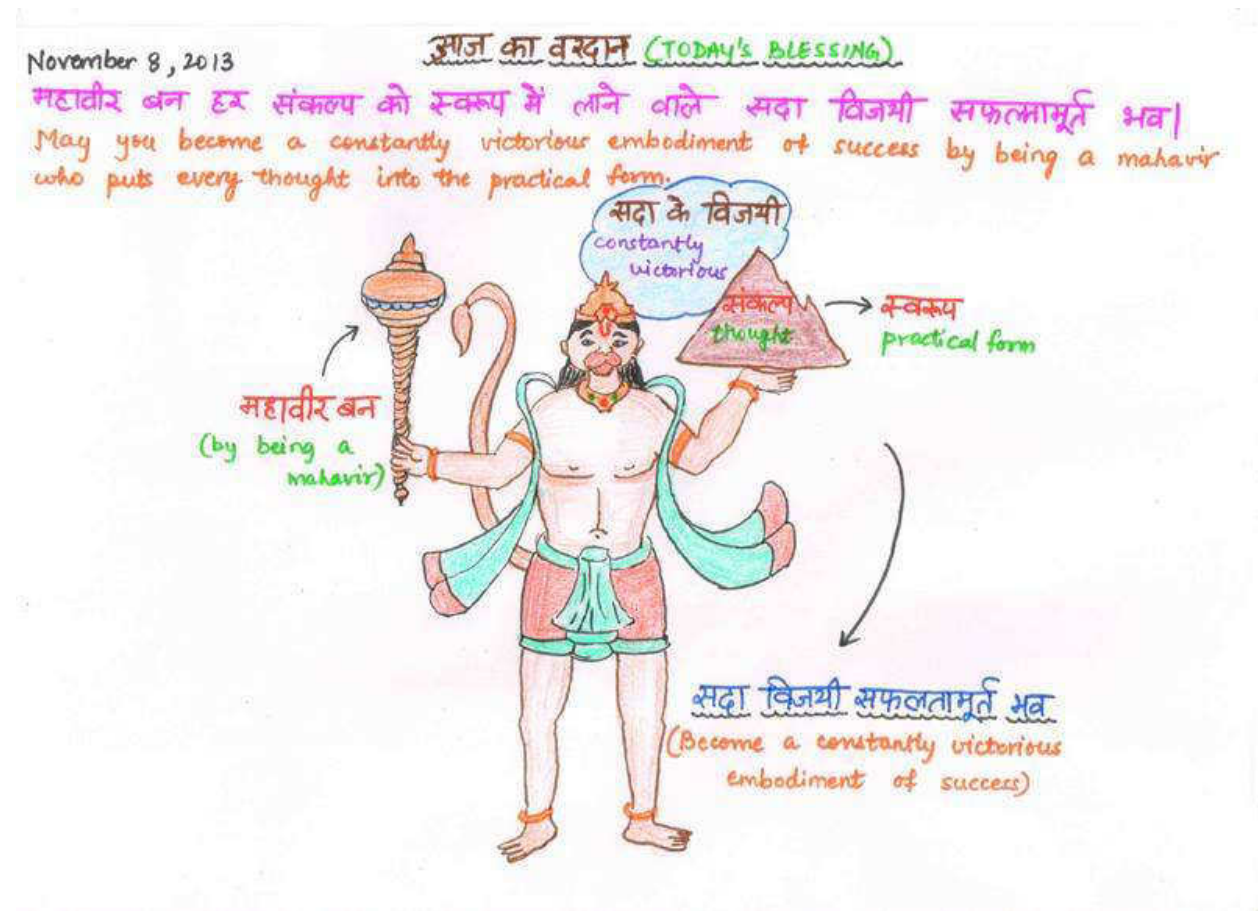 November 8, 2013
आज का वरदान (TODAY'S BLESSING)
महावीर बन हर संकल्प को स्वरूप में लाने वाले सदा विजयी सफलतामूर्त भव|
May you become a constantly victorious embodiment of success by being a mahavir
who puts every thought into the practical form.
सदा के विजयी
constantly
victorious
संकल्प
thought
स्वरूप
practical form
महावीर बन
(by being a
mahavir)
सदा विजयी सफलतामूर्त भव
(Become a constantly victorious
embodiment of success)